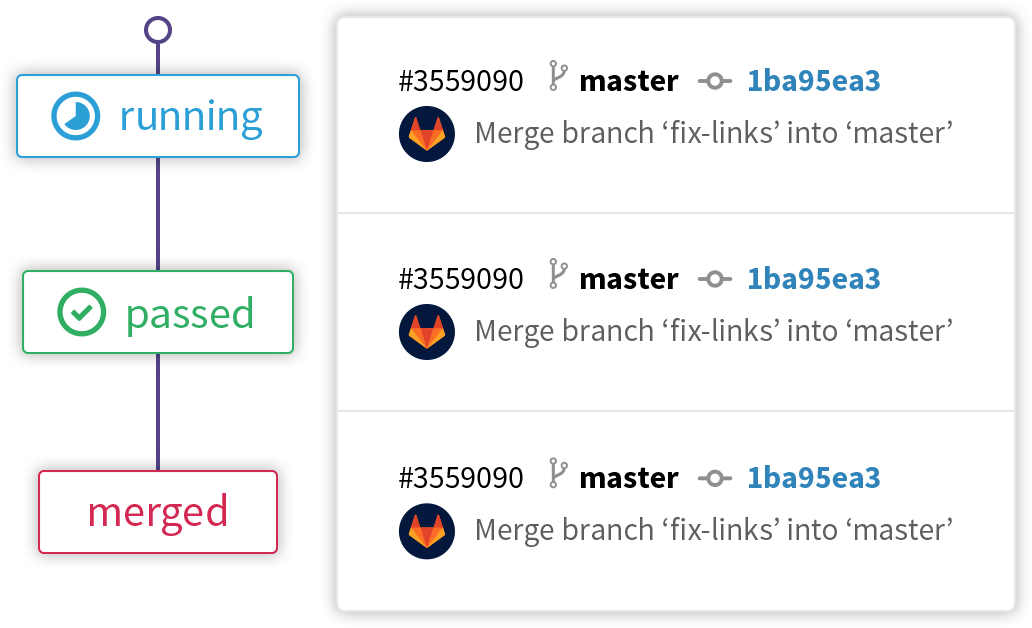 running
#3559090 master 1ba95ea3
Merge branch ‘fix-links’ into ‘master’
passed
#3559090 master 1ba95ea3
Merge branch ‘fix-links’ into ‘master’
merged
#3559090 master 1ba95ea3
Merge branch ‘fix-links’ into ‘master’